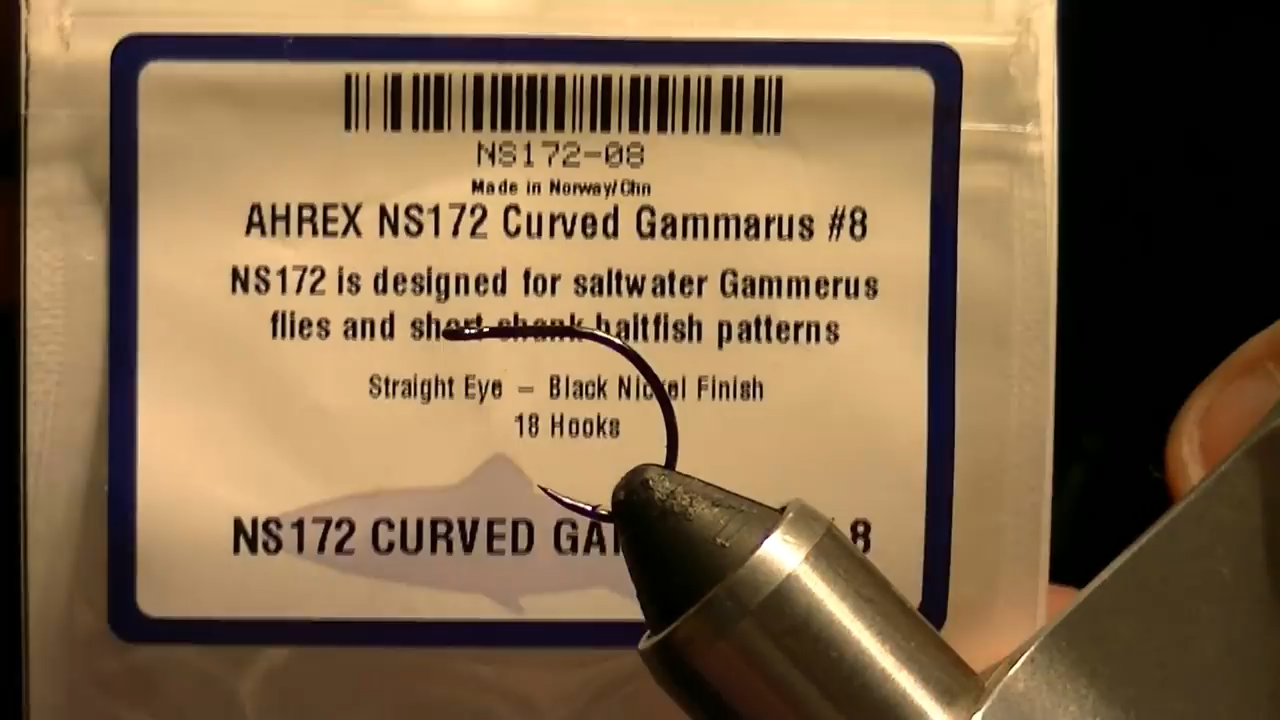 NS172-08
Made in Norway/Chn
AHREX NS172 Curved Gammarus #8
NS172 is designed for saltwater Gammerus
flies and short shank baitfish patterns
Straight Eye – Black Nickel Finish
18 Hooks
NS172 CURVED 8